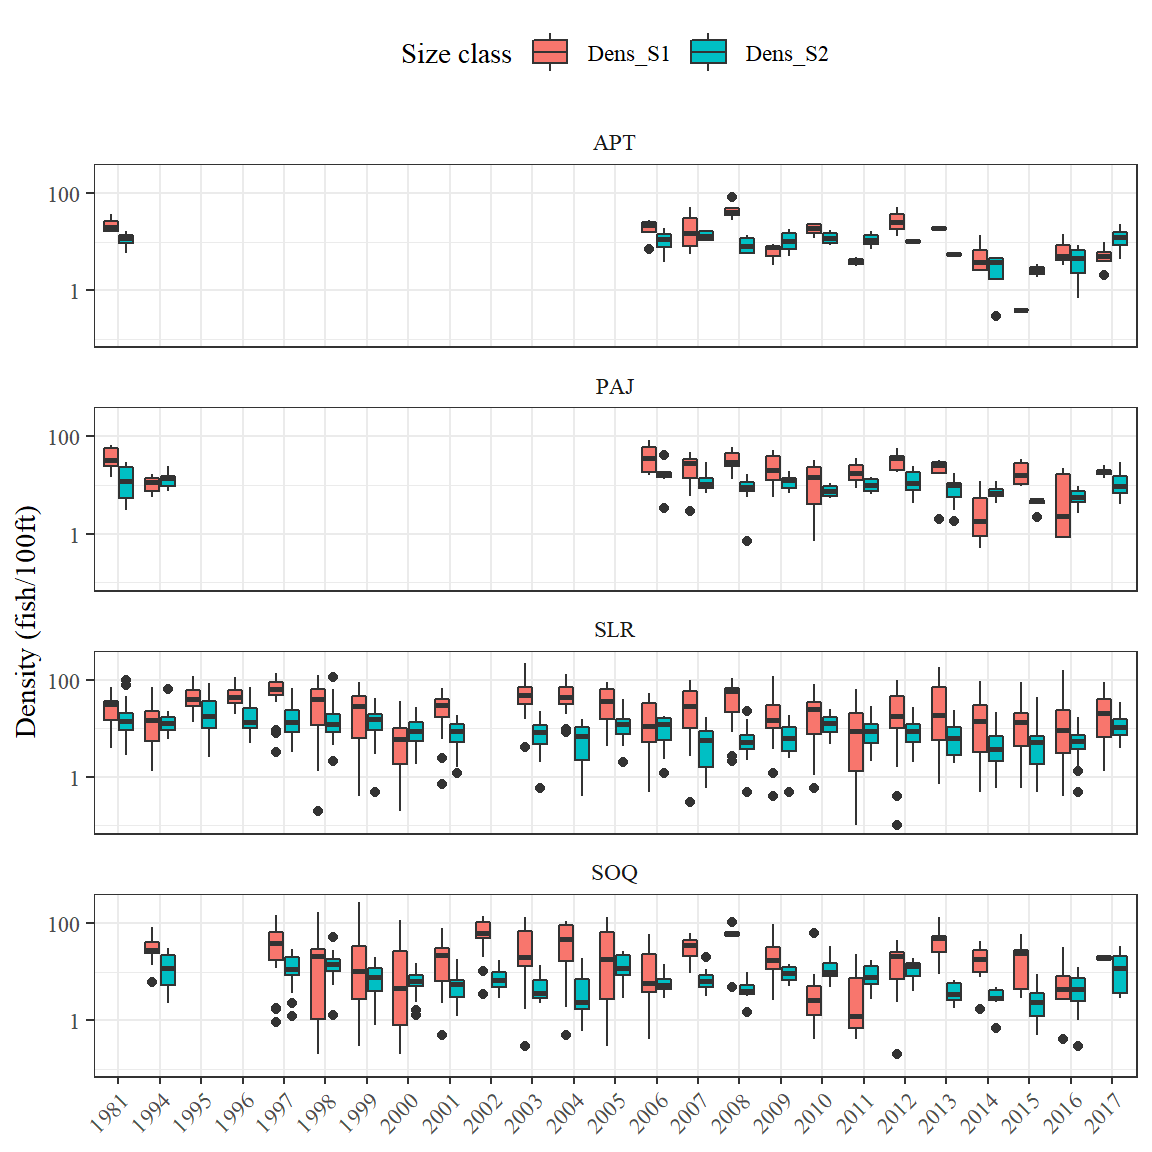 Size class Dens_S1 Dens_S2
APT
100
1
PAJ
100
1
SLR
100
1
SOQ
100
1
Density (fish/100ft)
1981 1994 1995 1996 1997 1998 1999 2000 2001 2002 2003 2004 2005 2006 2007 2008 2009 2010 2011 2012 2013 2014 2015 2016 2017